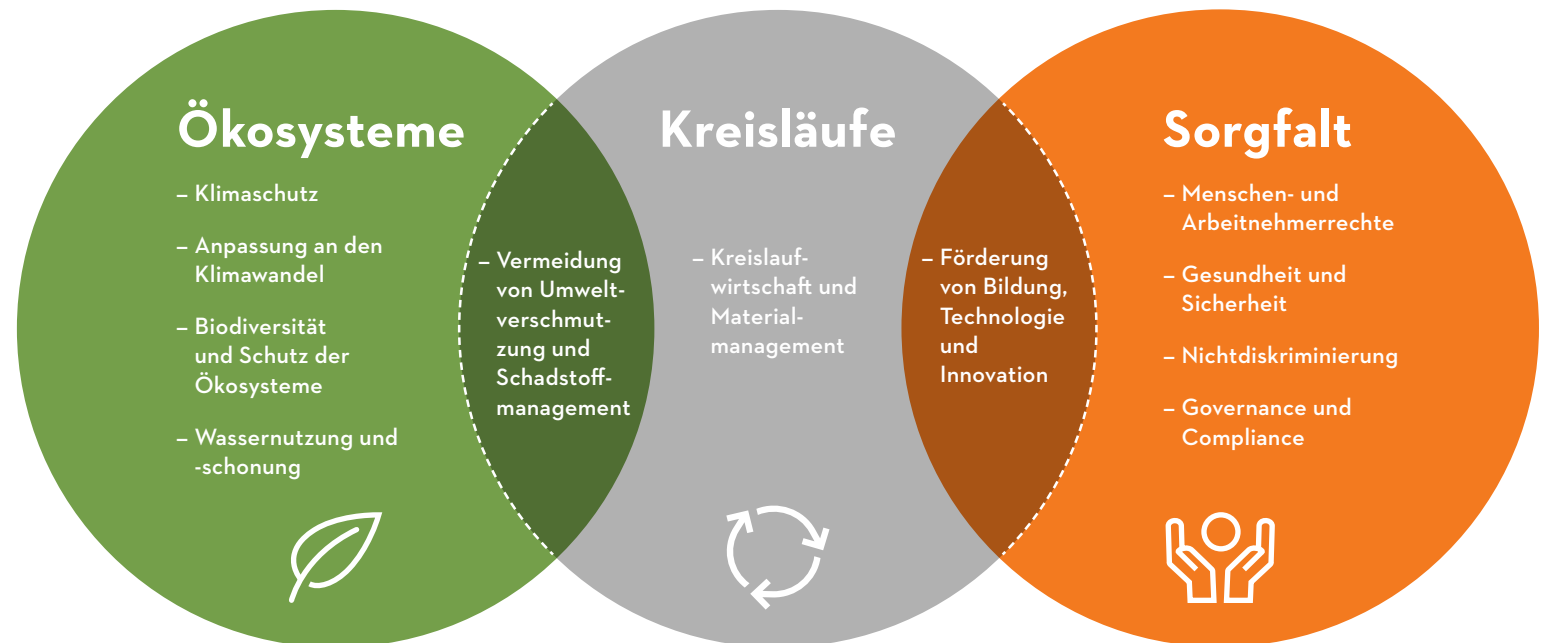 Ökosysteme
– Klimaschutz
– Anpassung an den
Klimawandel
– Biodiversität
und Schutz der
Ökosysteme
– Wassernutzung und
-schonung
– Vermeidung
von Umwelt-
verschmut-
zung und
Schadstoff-
management
Kreisläufe
– Kreislauf-
wirtschaft und
Material-
management
– Förderung
von Bildung,
Technologie
und
Innovation
Sorgfalt
– Menschen- und
Arbeitnehmerrechte
– Gesundheit und
Sicherheit
– Nichtdiskriminierung
– Governance und
Compliance